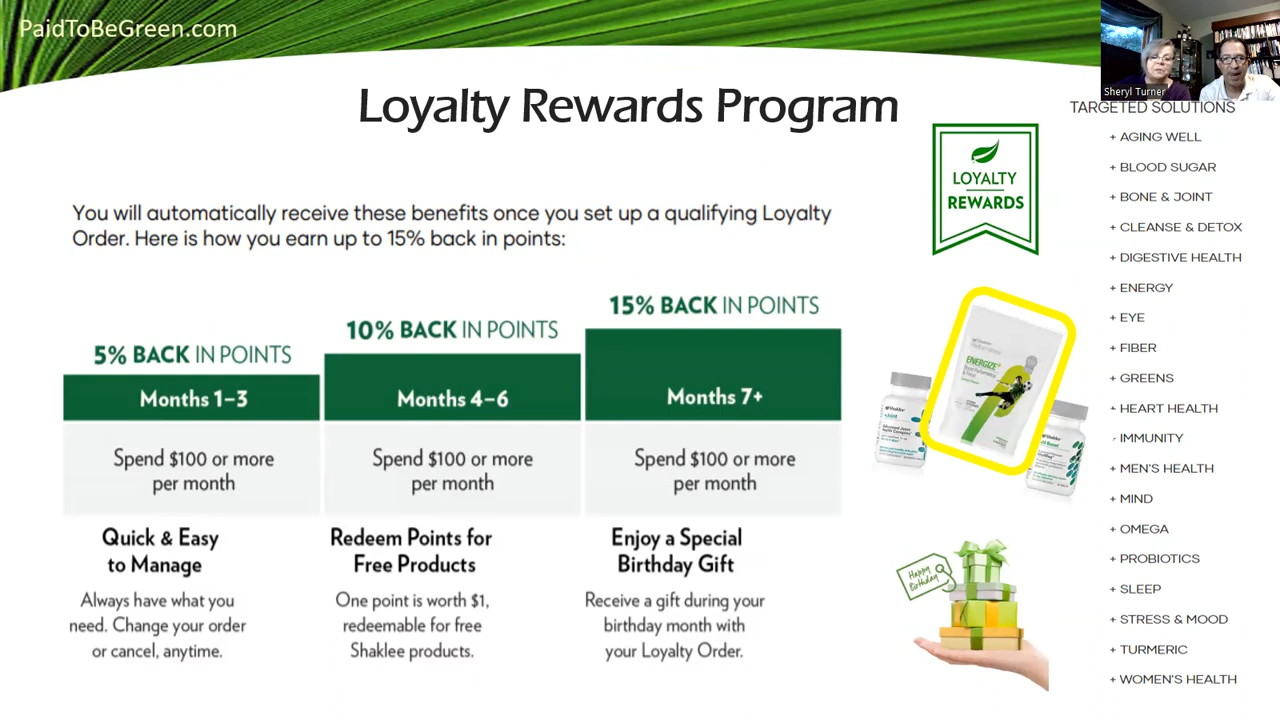 PaidToBeGreen.com
Sheryl Turner
Loyalty Rewards Program
You will automatically receive these benefits once you set up a qualifying Loyalty
Order. Here is how you earn up to 15% back in points:
5% BACK IN POINTS
Months 1–3
Spend $100 or more
per month
Quick & Easy
to Manage
Always have what you
need. Change your order
or cancel, anytime.
10% BACK IN POINTS
Months 4–6
Spend $100 or more
per month
Redeem Points for
Free Products
One point is worth $1,
redeemable for free
Shaklee products.
15% BACK IN POINTS
Months 7+
Spend $100 or more
per month
Enjoy a Special
Birthday Gift
Receive a gift during your
birthday month with
your Loyalty Order.
LOYALTY
REWARDS
ENERGIZE
Shaklee
Shaklee
Happy
Birthday
TARGETED SOLUTIONS
+ AGING WELL
+ BLOOD SUGAR
+ BONE & JOINT
+ CLEANSE & DETOX
+ DIGESTIVE HEALTH
+ ENERGY
+ EYE
+ FIBER
+ GREENS
+ HEART HEALTH
IMMUNITY
+ MEN'S HEALTH
+ MIND
+ OMEGA
+ PROBIOTICS
+ SLEEP
+ STRESS & MOOD
+ TURMERIC
+ WOMEN'S HEALTH